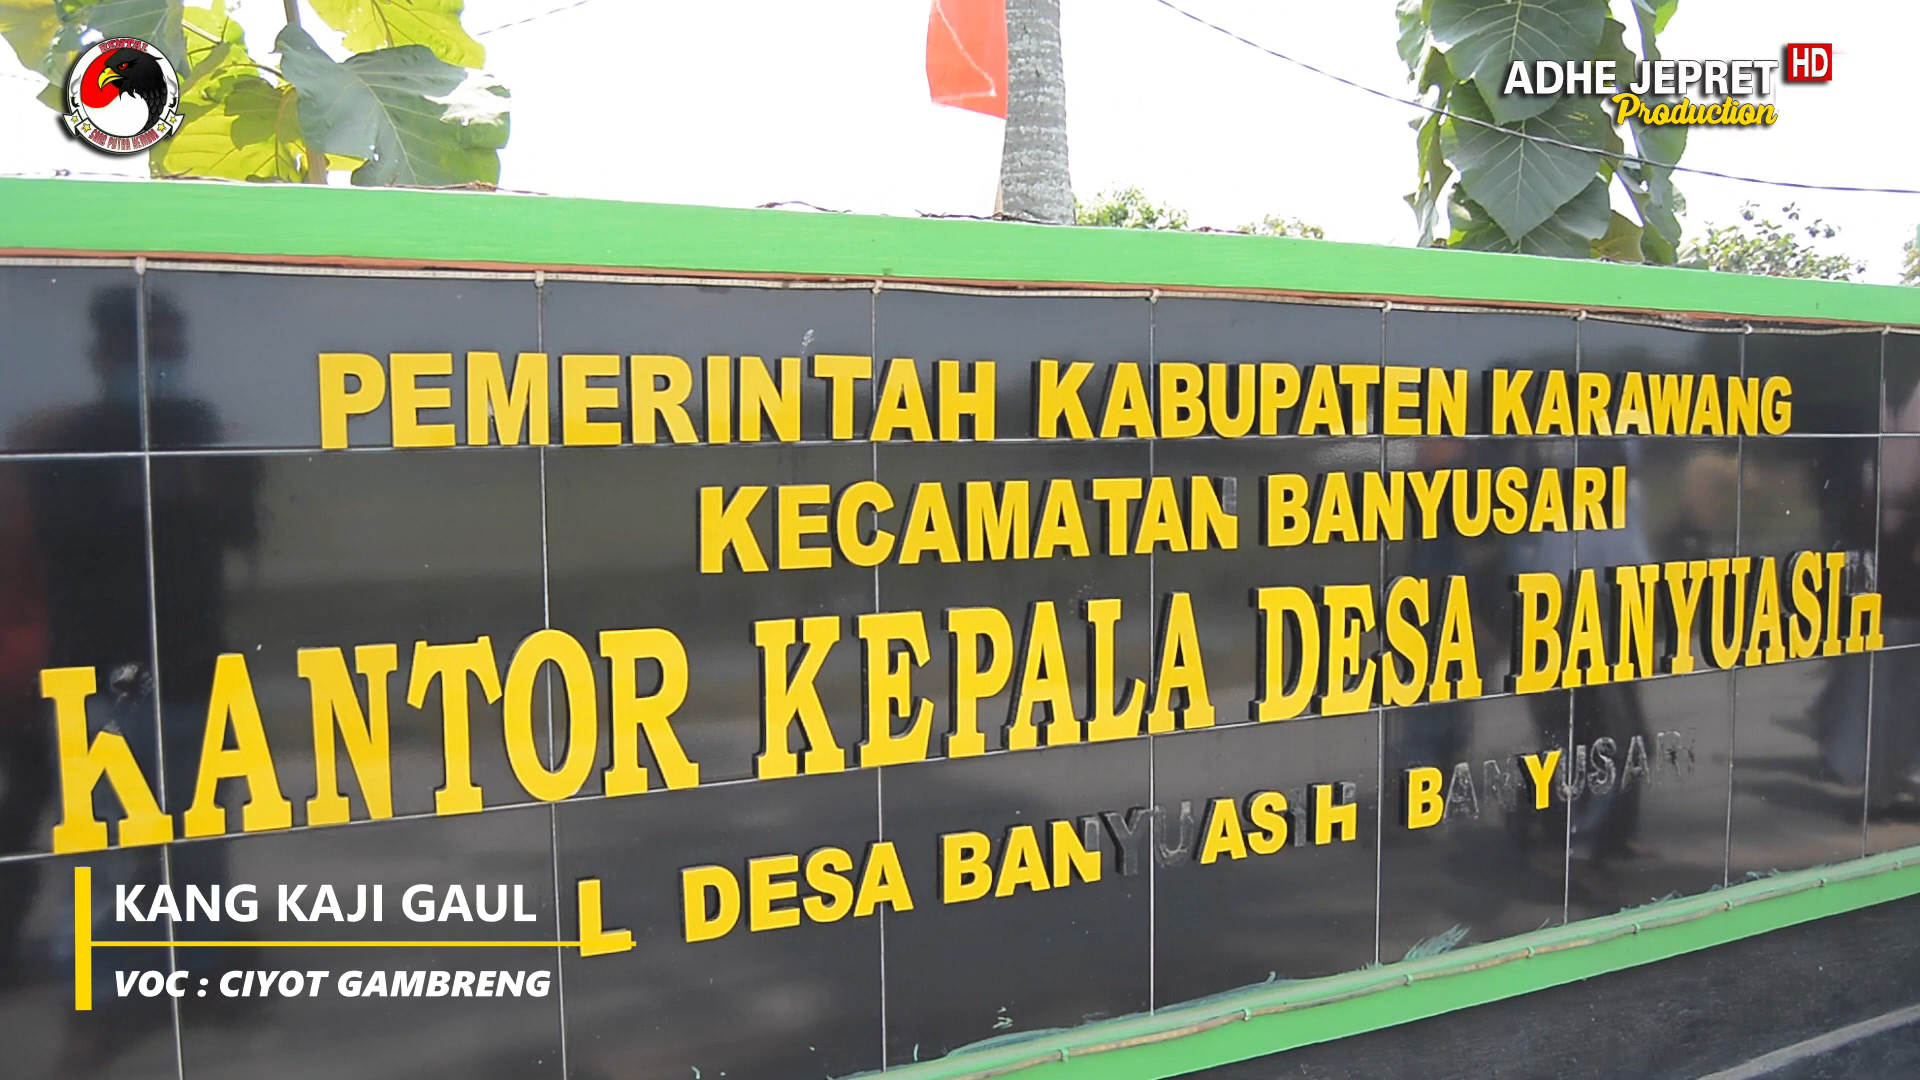 RENTAL
ADHE JEPRET HD
Production
PEMERINTAH KABUPATEN KARAWANG
KECAMATAN BANYUSARI
KANTOR KEPALA DESA BANYUASIH
L DESA BANYUASIH BANYUSARI
KANG KAJI GAUL
VOC : CIYOT GAMBRENG